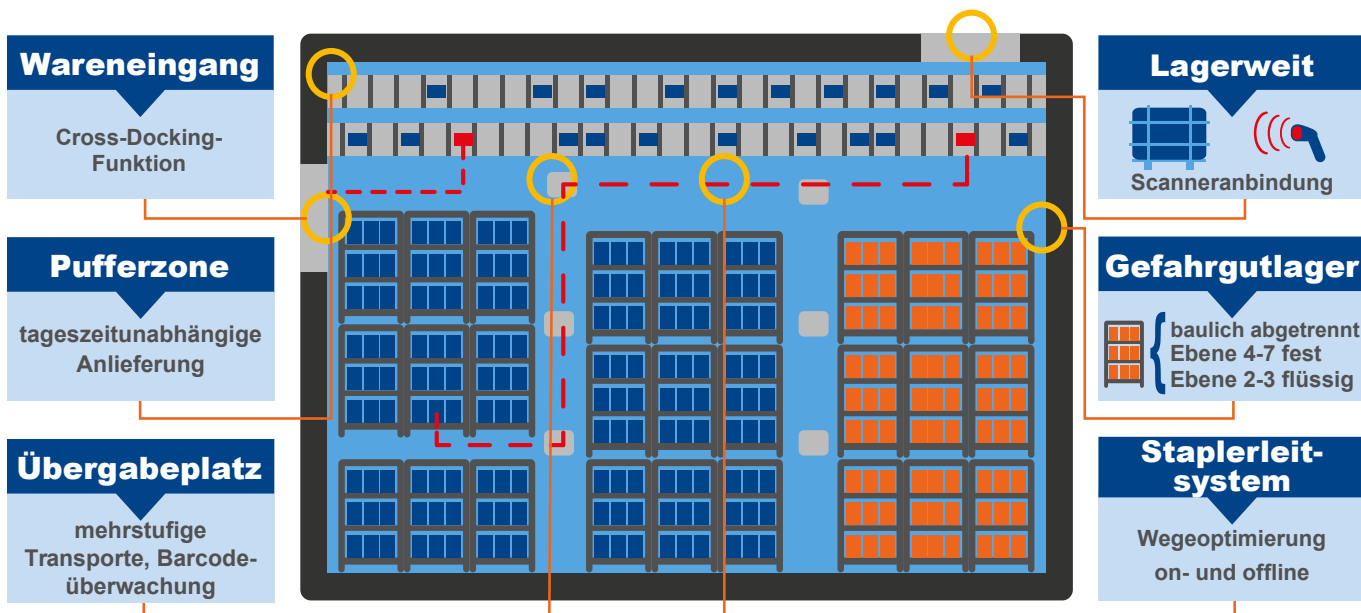 Wareneingang
Cross-Docking-
Funktion
Pufferzone
tageszeitunabhängige
Anlieferung
Übergabeplatz
mehrstufige
Transporte, Barcode-
überwachung
Lagerweit
Scanneranbindung
Gefahrgutlager
baulich abgetrennt
Ebene 4-7 fest
Ebene 2-3 flüssig
Staplerleit-
system
Wegeoptimierung
on- und offline